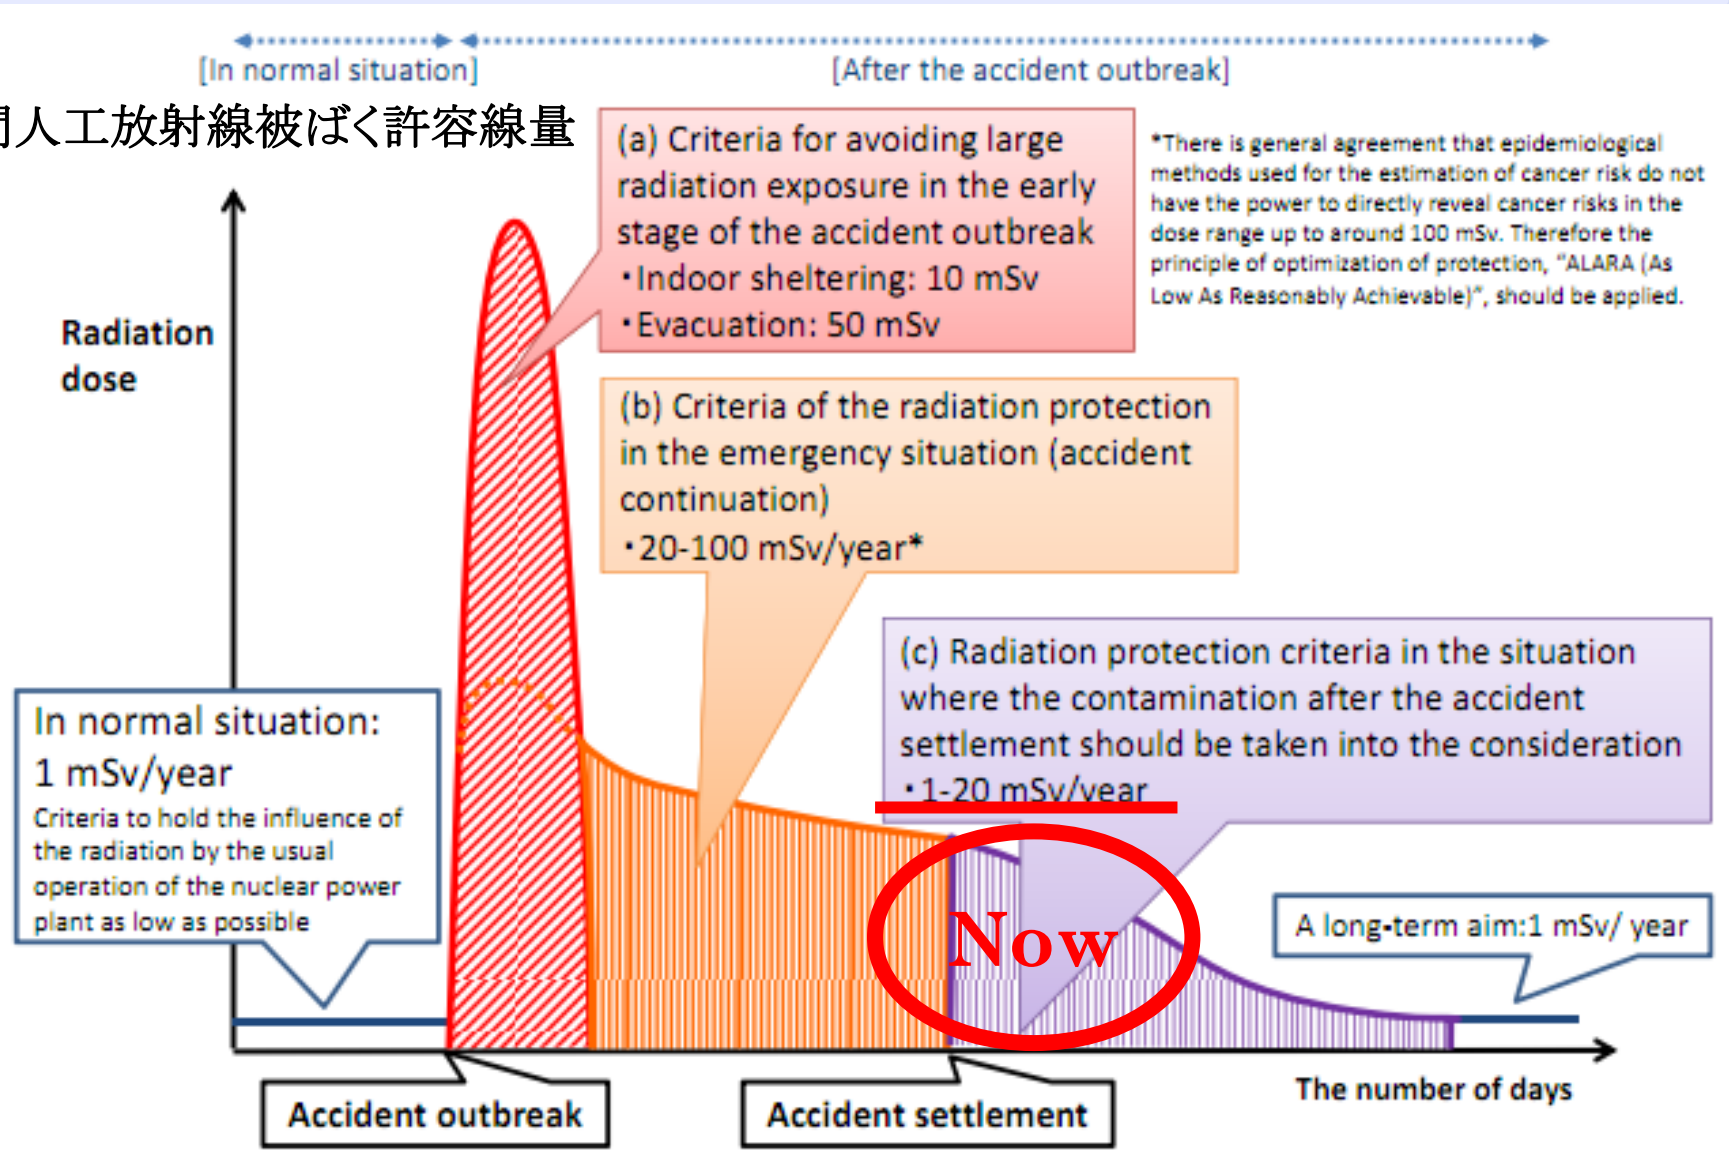 [In normal situation]
[After the accident outbreak]
間人工放射線被ばく許容線量
(a) Criteria for avoiding large
radiation exposure in the early
stage of the accident outbreak
・Indoor sheltering: 10 mSv
・Evacuation: 50 mSv
*There is general agreement that epidemiological
methods used for the estimation of cancer risk do not
have the power to directly reveal cancer risks in the
dose range up to around 100 mSv. Therefore the
principle of optimization of protection, “ALARA (As
Low As Reasonably Achievable)”, should be applied.
Radiation
dose
(b) Criteria of the radiation protection
in the emergency situation (accident
continuation)
・20-100 mSv/year*
(c) Radiation protection criteria in the situation
where the contamination after the accident
settlement should be taken into the consideration
・1-20 mSv/year
In normal situation:
1 mSv/year
Criteria to hold the influence of
the radiation by the usual
operation of the nuclear power
plant as low as possible
Now
A long-term aim:1 mSv/ year
The number of days
Accident outbreak
Accident settlement